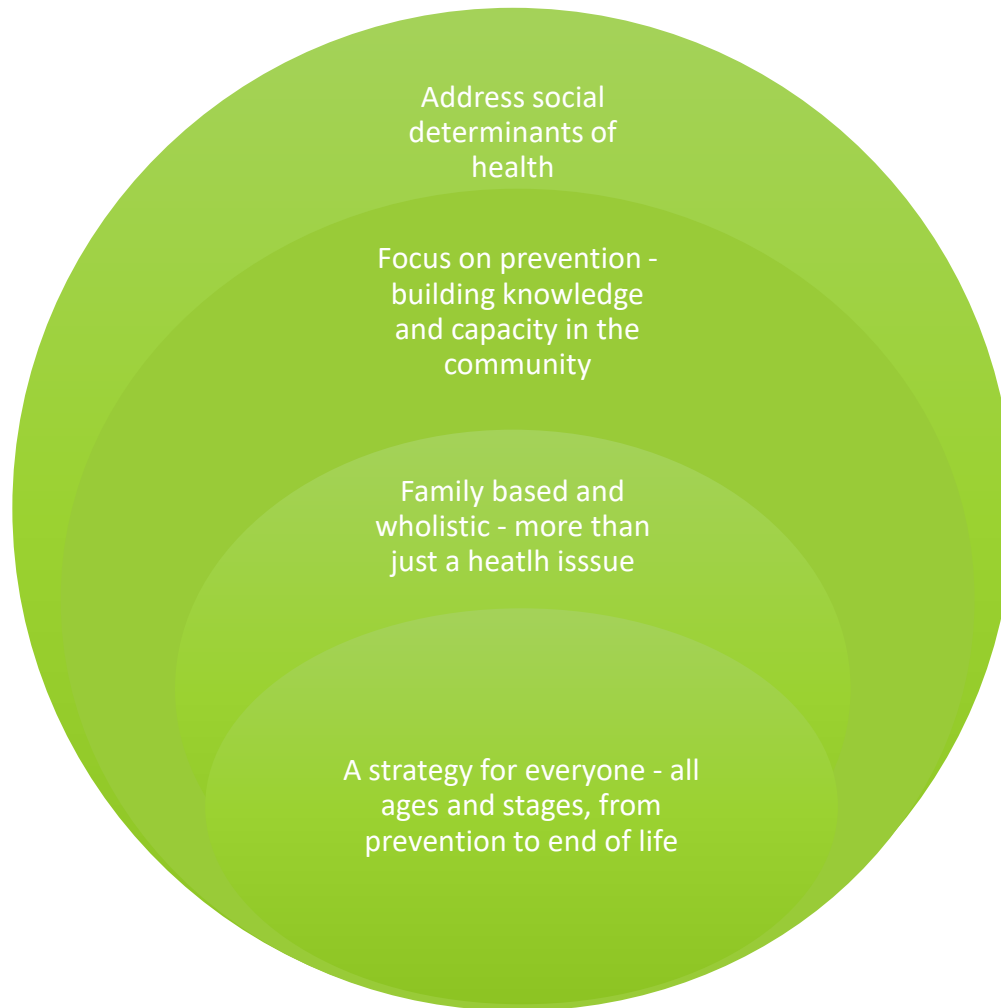 Address social
determinants of
health
Focus on prevention -
building knowledge
and capacity in the
community
Family based and
wholistic - more than
just a heatlh isssue
A strategy for everyone - all
ages and stages, from
prevention to end of life